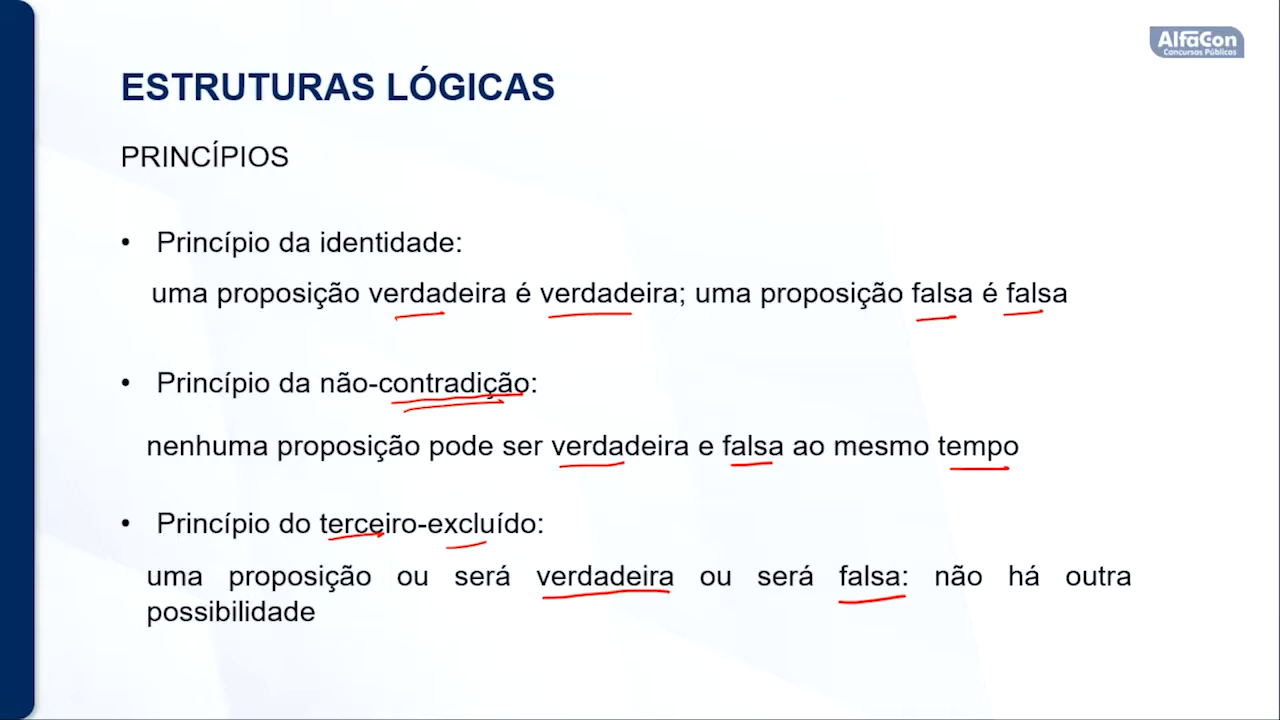 AlfaCon
Concursos Públicos
ESTRUTURAS LÓGICAS
PRINCÍPIOS
• Princípio da identidade:
uma proposição verdadeira é verdadeira; uma proposição falsa é falsa
• Princípio da não-contradição:
nenhuma proposição pode ser verdadeira e falsa ao mesmo tempo
• Princípio do terceiro-excluído:
uma proposição ou será verdadeira ou será falsa: não há outra
possibilidade